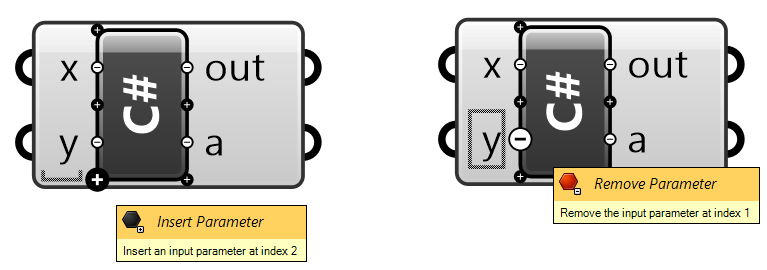 x
C#
out
y
a
Insert Parameter
Insert an input parameter at index 2
x
C#
out
y
a
Remove Parameter
Remove the input parameter at index 1